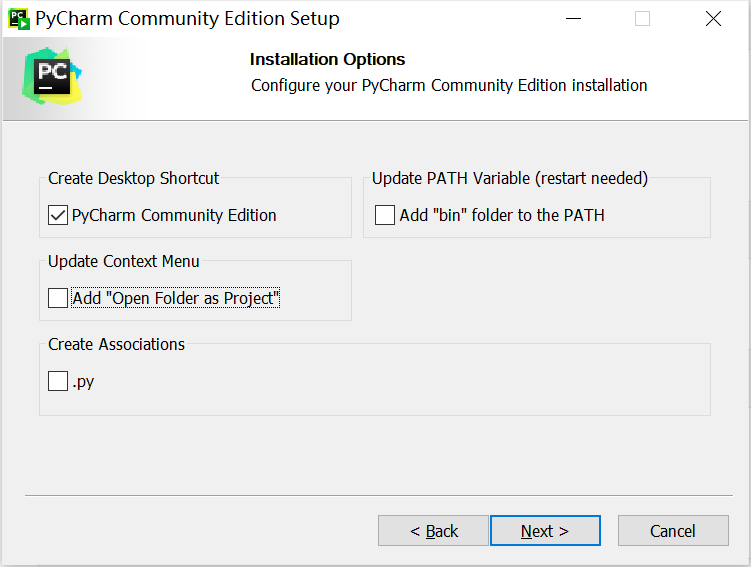 PyCharm Community Edition Setup
PC
Installation Options
Configure your PyCharm Community Edition installation
Create Desktop Shortcut
PyCharm Community Edition
Update PATH Variable (restart needed)
Add "bin" folder to the PATH
Update Context Menu
Add "Open Folder as Project"
Create Associations
.py
< Back
Next >
Cancel